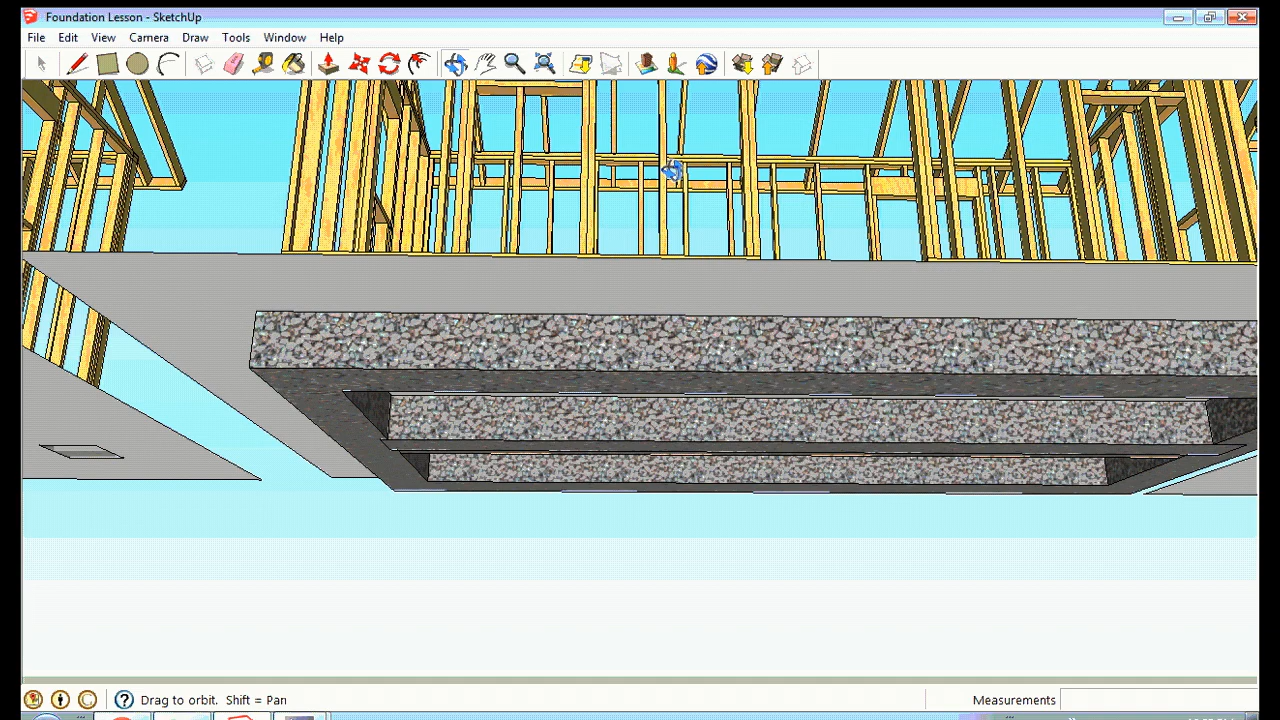 Foundation Lesson - SketchUp
File Edit View Camera Draw Tools Window Help
Drag to orbit. Shift = Pan
Measurements